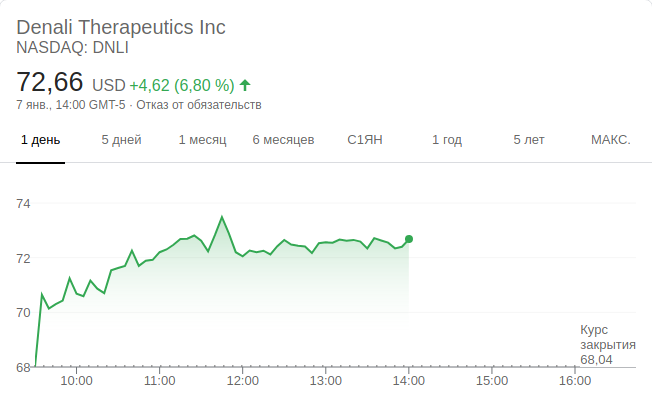 Denali Therapeutics Inc
NASDAQ: DNLI
72,66 USD +4,62 (6,80 %)
7 янв., 14:00 GMT-5 · Отказ от обязательств
1 день 5 дней 1 месяц 6 месяцев С1ЯН 1 год 5 лет МАКС.
74
72
70
Курс
закрытия
68,04
68
10:00 11:00 12:00 13:00 14:00 15:00 16:00